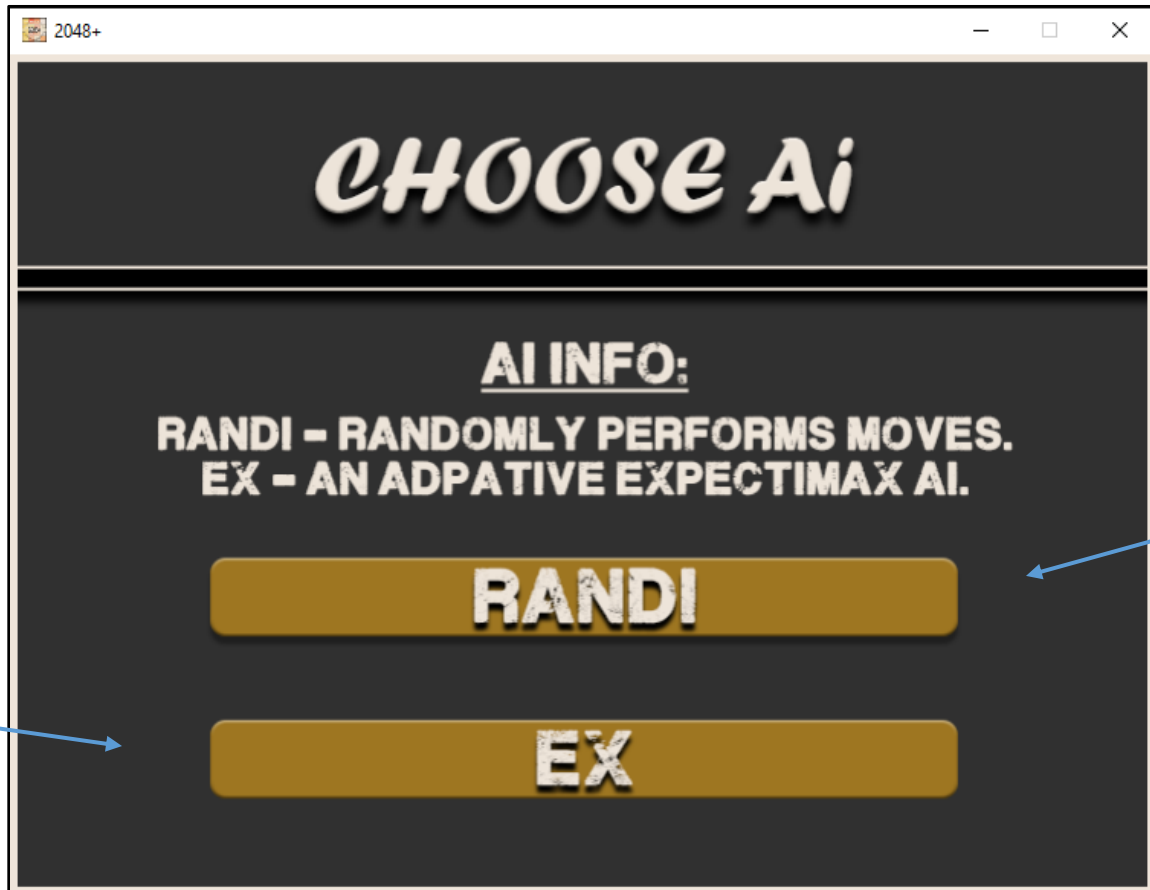 2048+
CHOOSE Ai
AI INFO:
RANDI – RANDOMLY PERFORMS MOVES.
EX – AN ADPATIVE EXPECTIMAX AI.
RANDI
EX